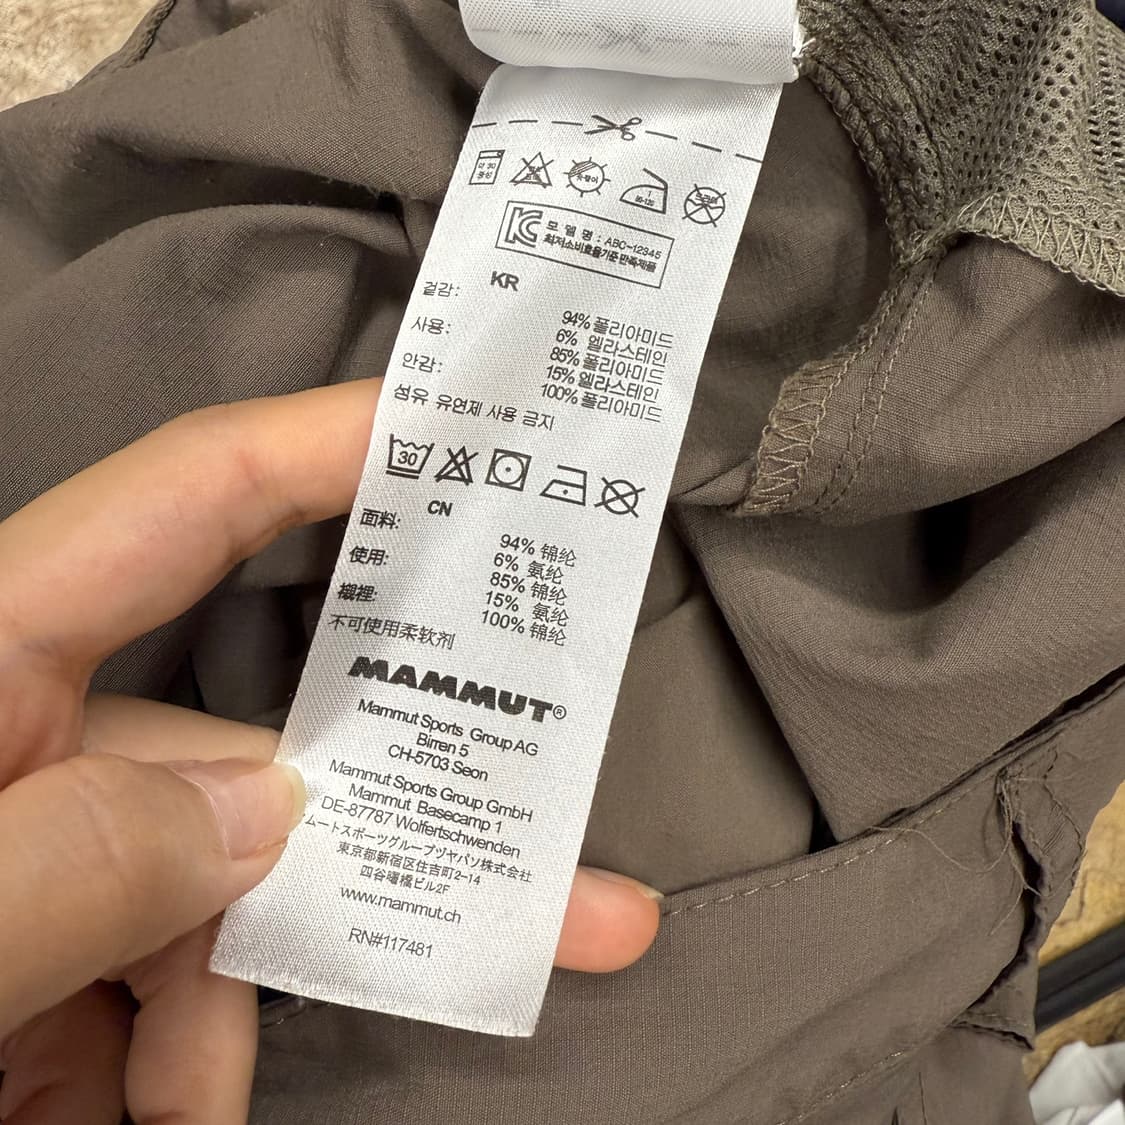 모 델 명 : ABC-12345
최저소비효율기준만족제품
KR
겉감:
94% 폴리아미드
사용:
6% 엘라스테인
85% 폴리아미드
안감:
15% 엘라스테인
100% 폴리아미드
섬유 유연제 사용 금지
30
CN
面料:
94% 锦纶
6% 氨纶
使用:
85% 锦纶
15% 氨纶
襯裡:
100% 锦纶
不可使用柔软剂
MAMMUT®
Mammut Sports Group AG
Birren 5
CH-5703 Seon
Mammut Sports Group GmbH
Mammut Basecamp 1
DE-87787 Wolfertschwenden
ムートスポーツグループツヤパソ株式会社
東京都新宿区住吉町2-14
四谷曙橋ビル2F
www.mammut.ch
RN#117481